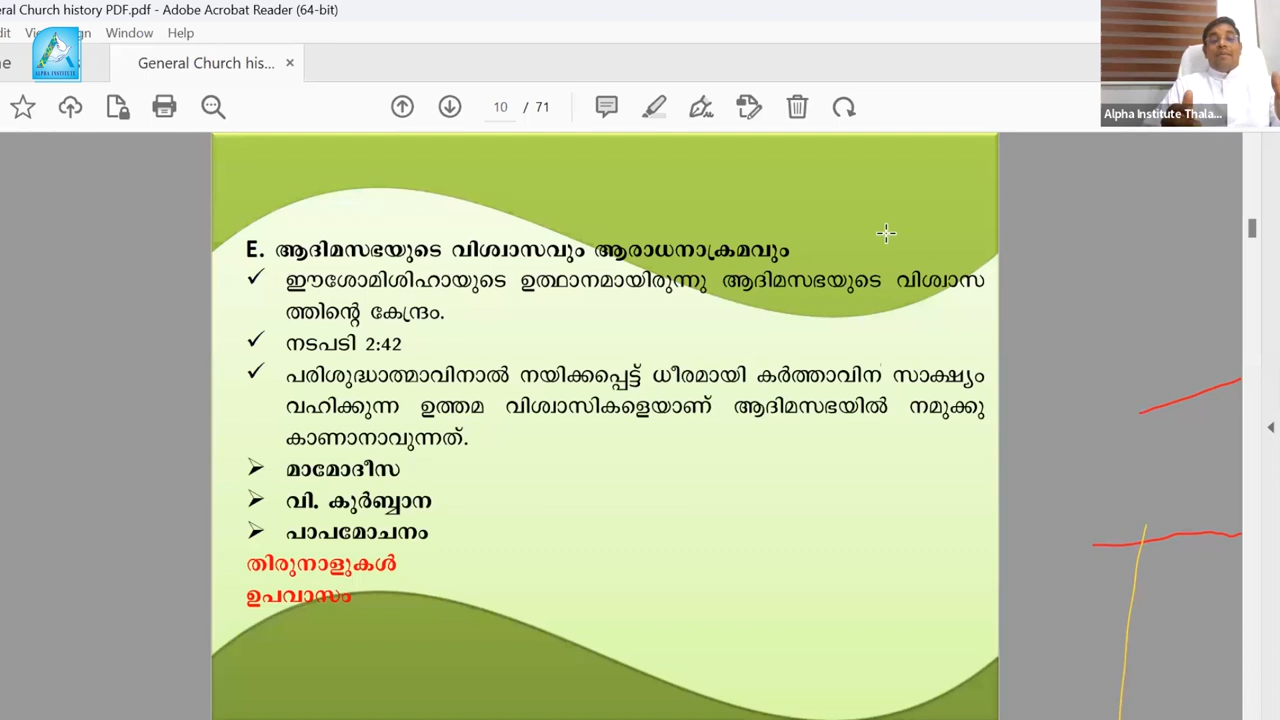 eral Church history PDF.pdf - Adobe Acrobat Reader (64-bit)
Window Help
ALPHA INSTITUTE
General Church his... ×
10 / 71
Alpha Institute Thala...
E. ആദിമസഭയുടെ വിശ്വാസവും ആരാധനാക്രമവും
✓ ഈശോമിശിഹായുടെ ഉത്ഥാനമായിരുന്നു ആദിമസഭയുടെ വിശ്വാസ
ത്തിന്റെ കേന്ദ്രം.
✓ നടപടി 2:42
✓ പരിശുദ്ധാത്മാവിനാൽ നയിക്കപ്പെട്ട് ധീരമായി കർത്താവിന് സാക്ഷ്യം
വഹിക്കുന്ന ഉത്തമ വിശ്വാസികളെയാണ് ആദിമസഭയിൽ നമുക്കു
കാണാനാവുന്നത്.
➢ മാമോദീസ
➢ വി. കുർബ്ബാന
➢ പാപമോചനം
തിരുനാളുകൾ
ഉപവാസം